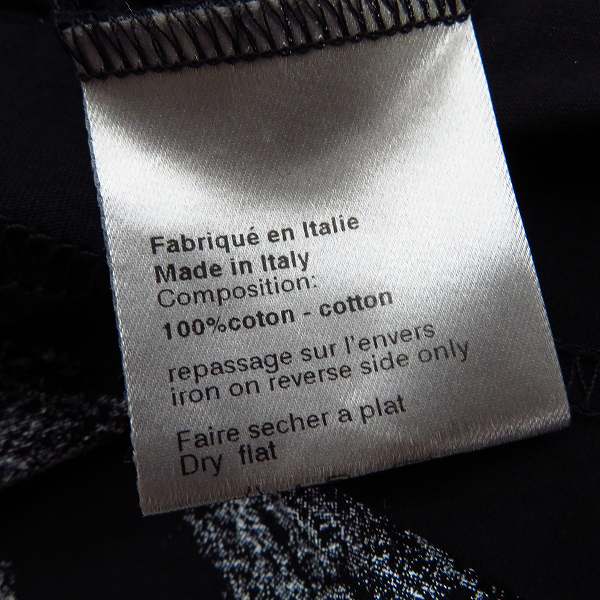 Fabriqué en Italie
Made in Italy
Composition:
100%coton - cotton
repassage sur l'envers
iron on reverse side only
Faire secher a plat
Dry flat